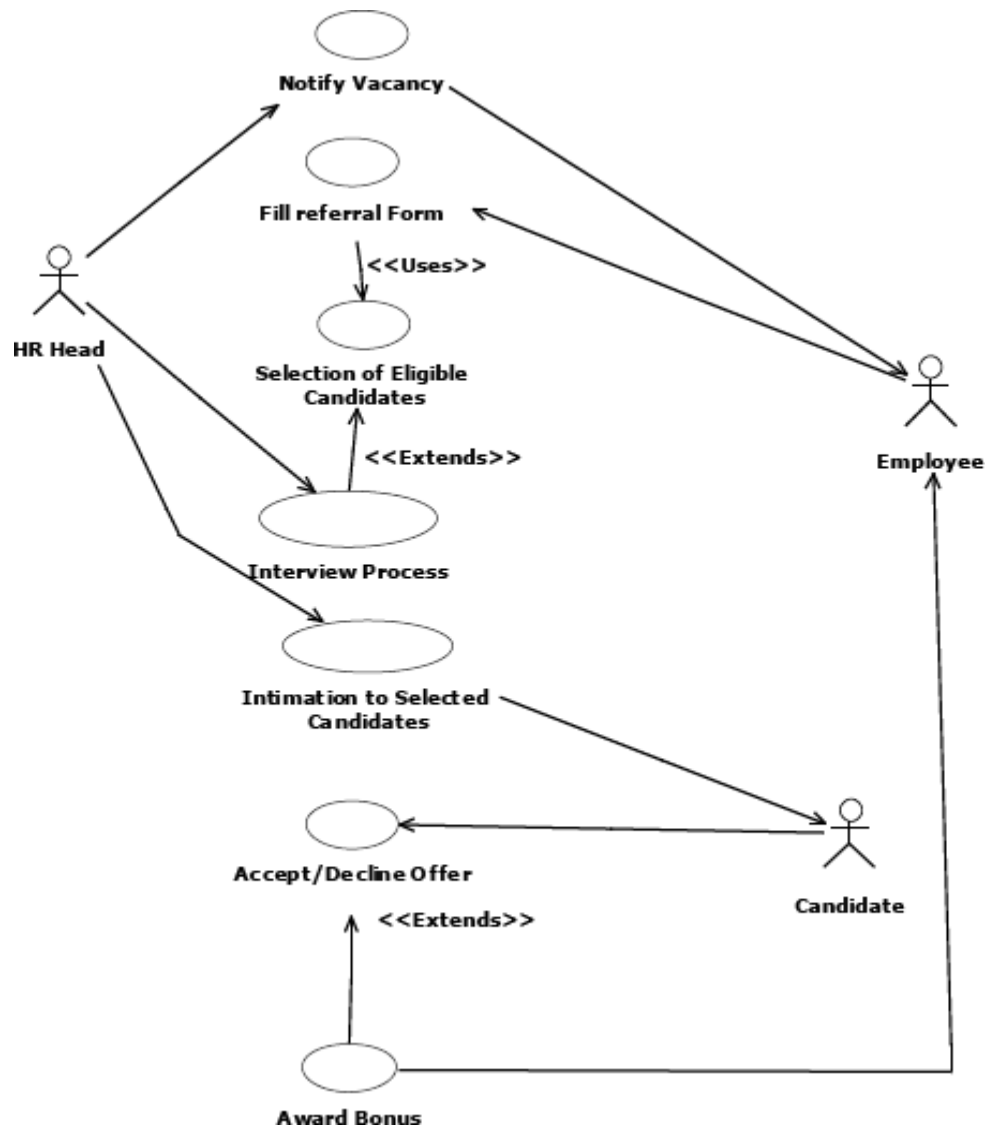 Notify Vacancy
Fill referral Form
<<Uses>>
HR Head
Selection of Eligible
Candidates
<<Extends>>
Employee
Interview Process
Intimation to Selected
Candidates
Accept/Decline Offer
Candidate
<<Extends>>
Award Bonus